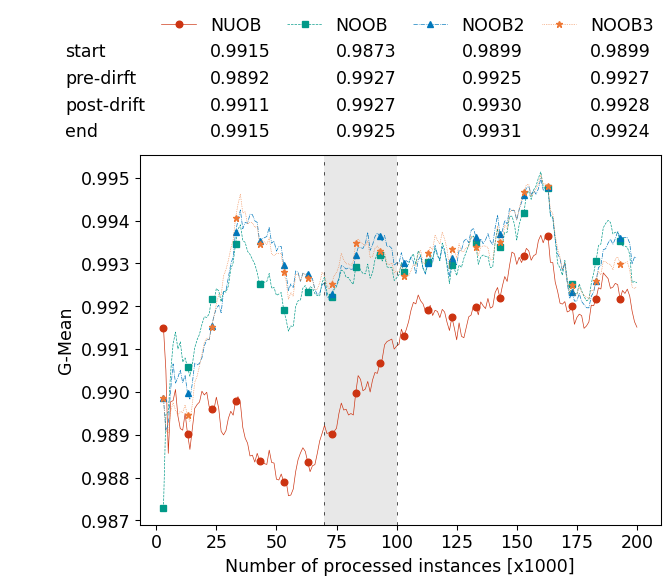 NUOB NOOB NOOB2 NOOB3
start 0.9915 0.9873 0.9899 0.9899
pre-dirft 0.9892 0.9927 0.9925 0.9927
post-drift 0.9911 0.9927 0.9930 0.9928
end 0.9915 0.9925 0.9931 0.9924
0.995
0.994
0.993
0.992
0.991
0.990
0.989
0.988
0.987
G-Mean
0 25 50 75 100 125 150 175 200
Number of processed instances [x1000]